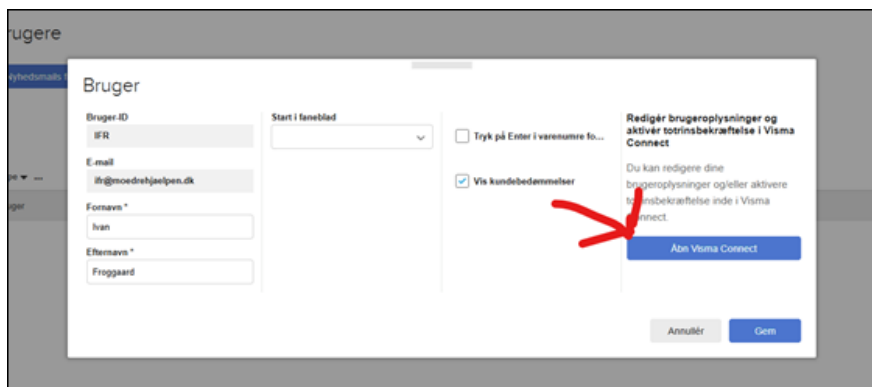 rugere
Nyhedsmails
Bruger
Bruger-ID
IFR
E-mail
ifr@moedrehjaelpen.dk
Fornavn *
Ivan
Efternavn *
Froggaard
Start i faneblad
Tryk på Enter i varenumre fo...
Vis kundebedømmelser
Redigér brugeroplysninger og
aktivér totrinsbekræftelse i Visma
Connect
Du kan redigere dine
brugeroplysninger og/eller aktivere
totrinsbekræftelse inde i Visma
Connect.
Åbn Visma Connect
Annullér
Gem